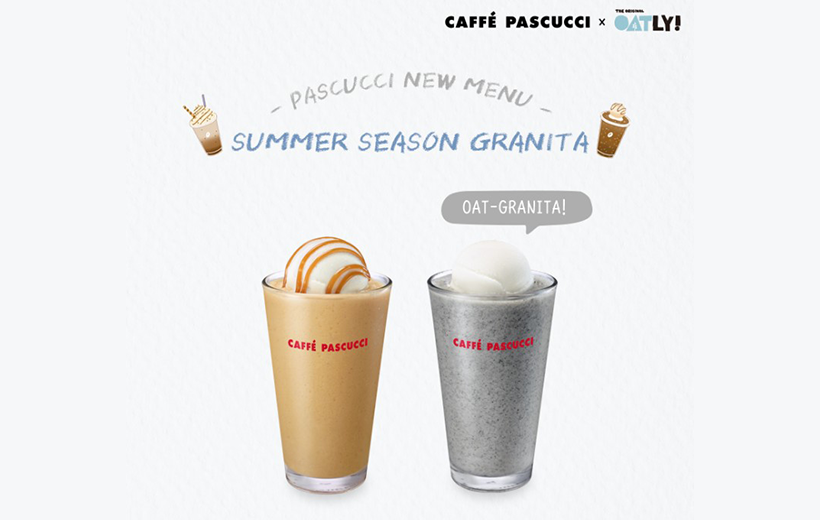 CAFFÉ PASCUCCI × THE ORIGINAL OATLY!
- PASCUCCI NEW MENU -
SUMMER SEASON GRANITA
OAT-GRANITA!
CAFFÉ PASCUCCI
CAFFÉ PASCUCCI